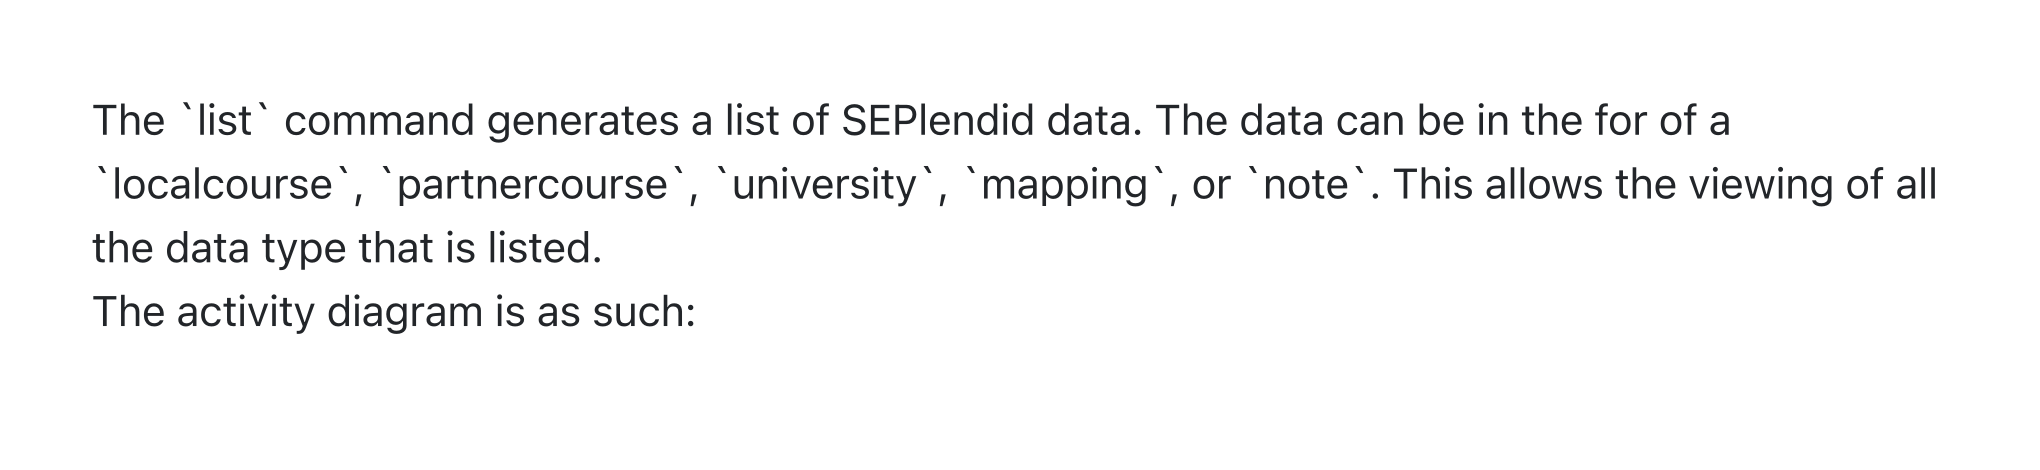 The `list` command generates a list of SEPlendid data. The data can be in the for of a
`localcourse`, `partnercourse`, `university`, `mapping`, or `note`. This allows the viewing of all
the data type that is listed.
The activity diagram is as such: